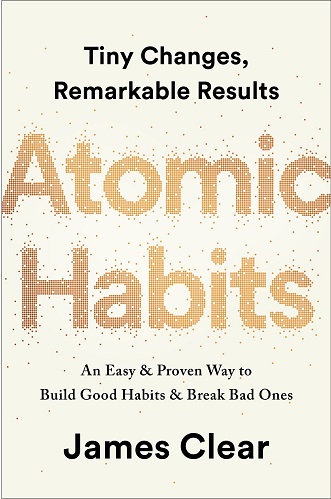 Tiny Changes,
Remarkable Results
Atomic
Habits
An Easy & Proven Way to
Build Good Habits & Break Bad Ones
James Clear